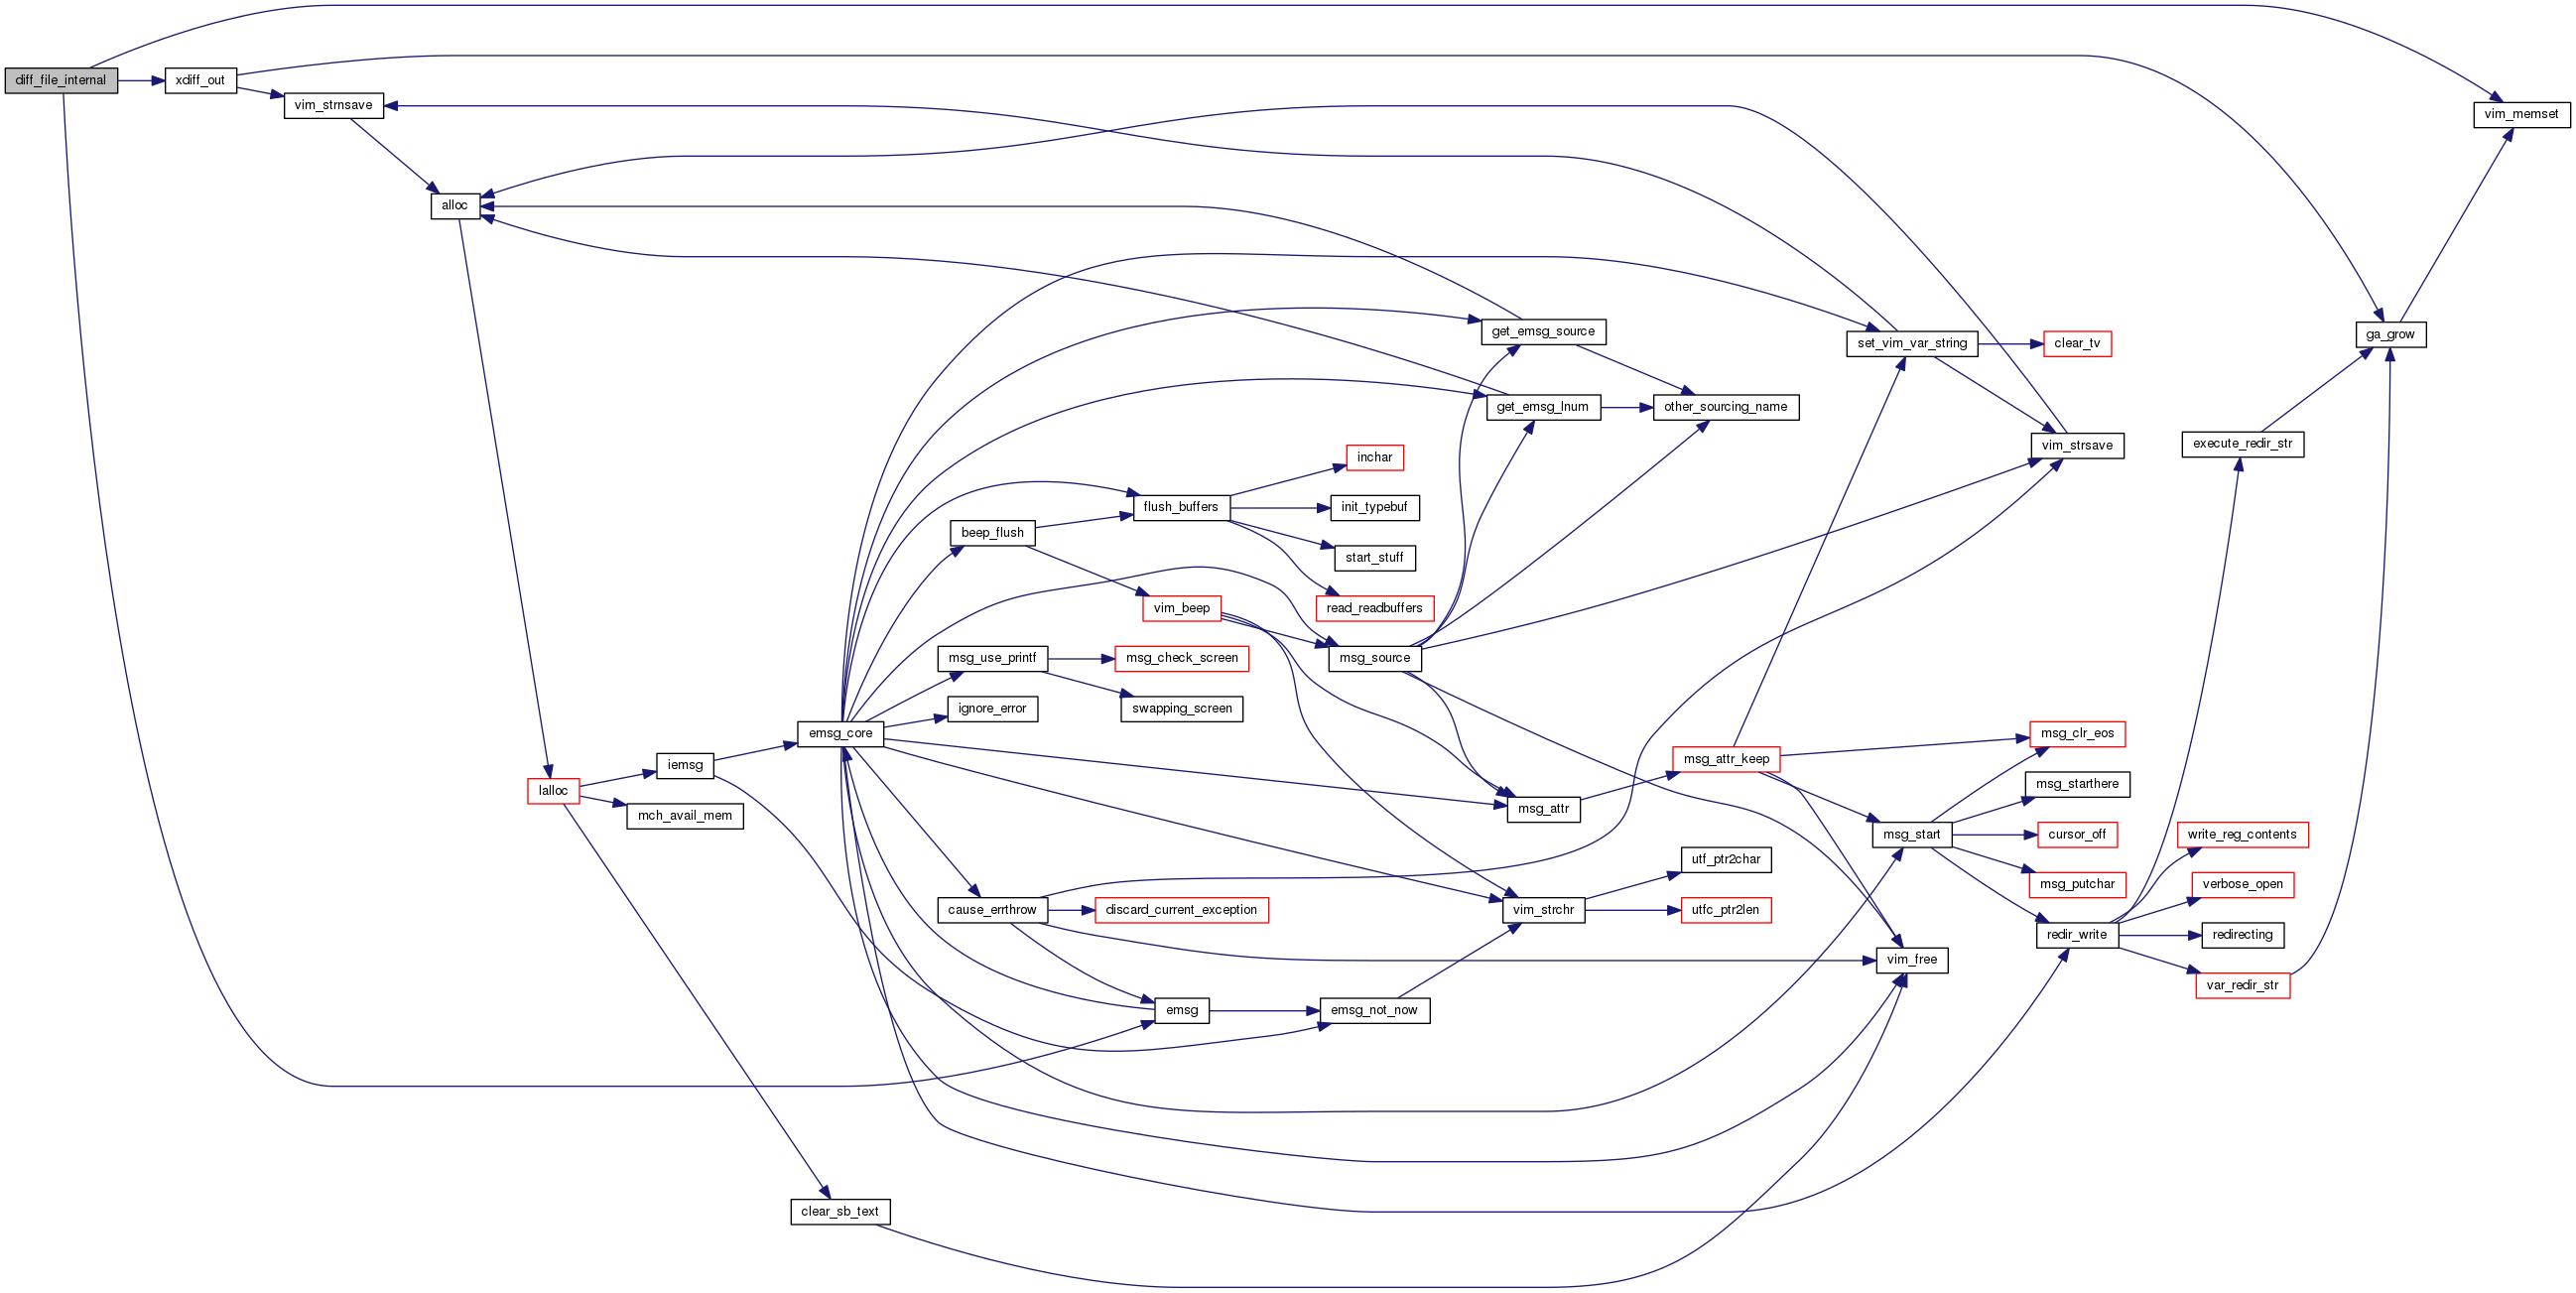 diff_file_internal
xdiff_out
vim_strnsave
vim_memset
alloc
get_emsg_source
set_vim_var_string
clear_tv
ga_grow
get_emsg_lnum
other_sourcing_name
execute_redir_str
vim_strsave
inchar
flush_buffers
init_typebuf
beep_flush
start_stuff
vim_beep
read_readbuffers
msg_use_printf
msg_check_screen
msg_source
ignore_error
swapping_screen
emsg_core
msg_clr_eos
iemsg
msg_attr_keep
msg_starthere
lalloc
mch_avail_mem
msg_attr
msg_start
cursor_off
write_reg_contents
utf_ptr2char
msg_putchar
verbose_open
cause_errthrow
discard_current_exception
vim_strchr
utfc_ptr2len
redir_write
redirecting
vim_free
var_redir_str
emsg
emsg_not_now
clear_sb_text